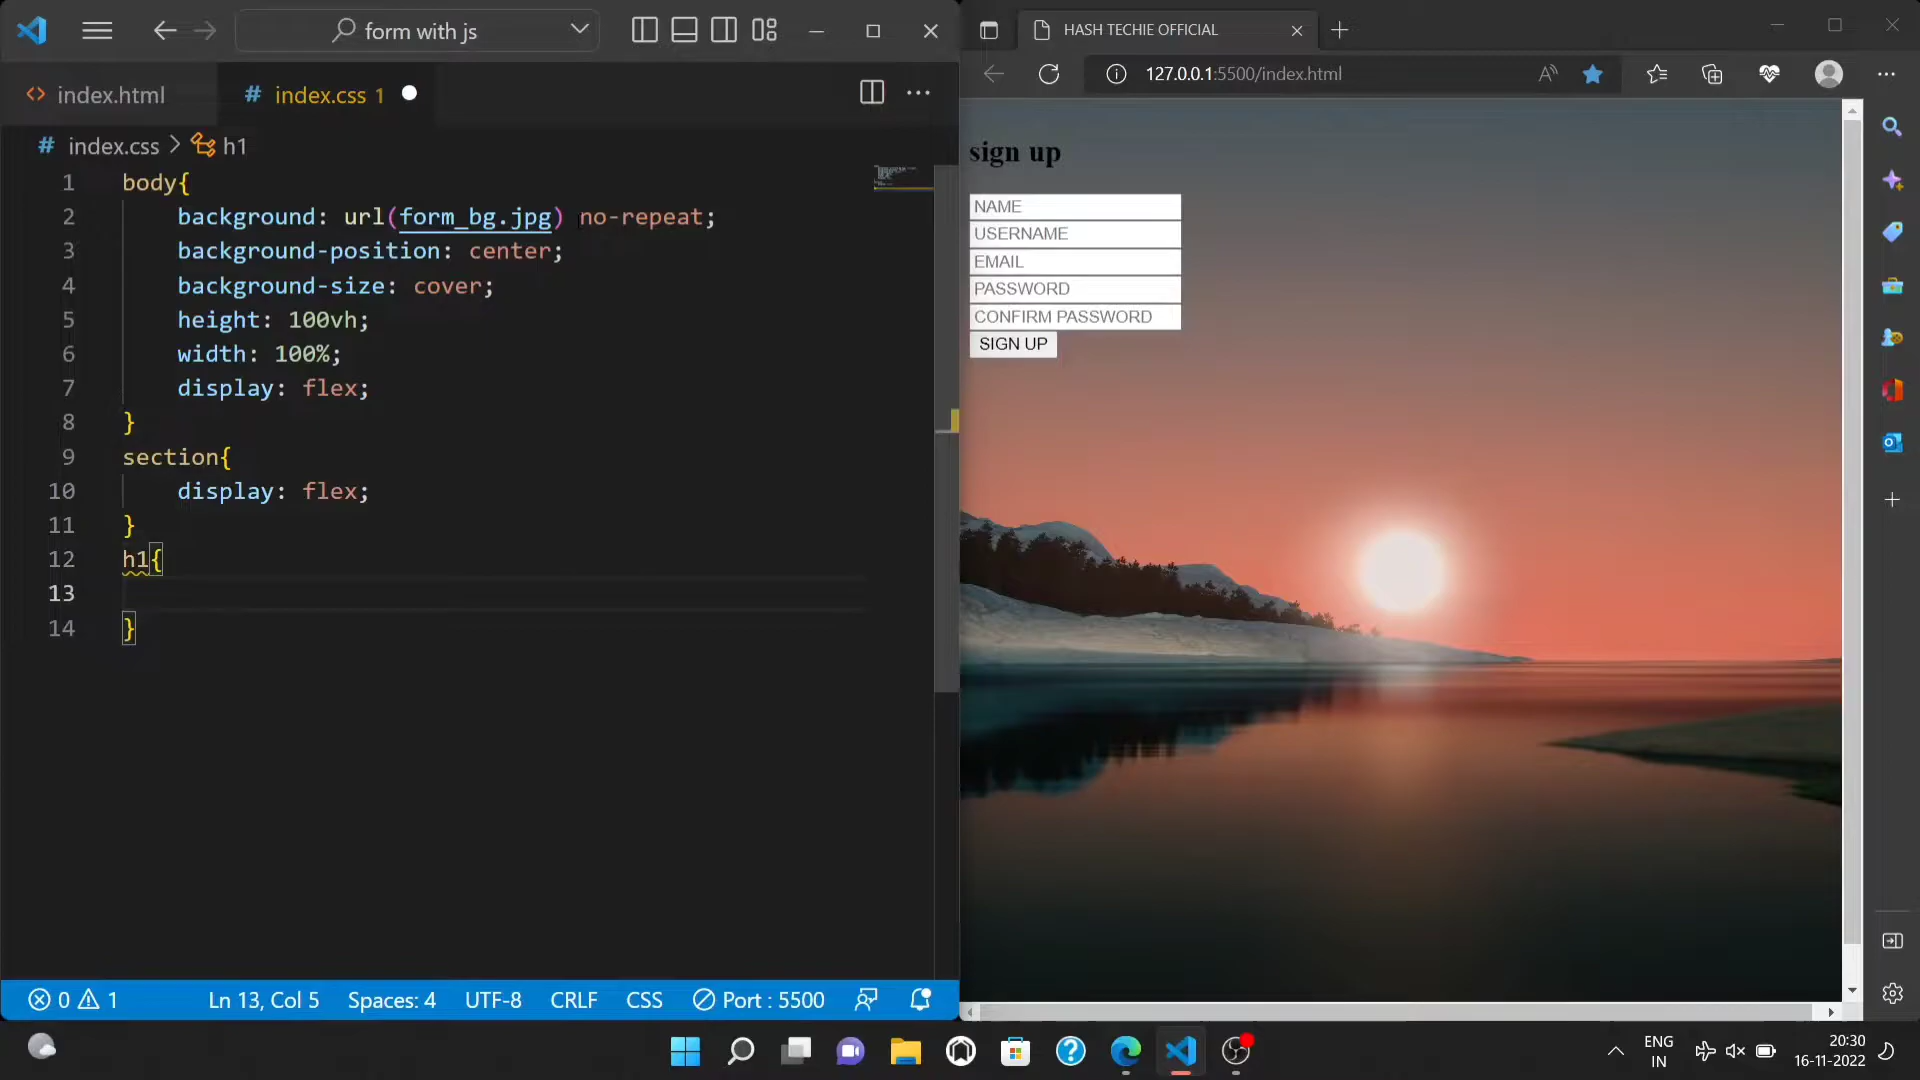 form with js
index.html
# index.css 1
# index.css > h1
1 body{
2 background: url(form_bg.jpg) no-repeat;
3 background-position: center;
4 background-size: cover;
5 height: 100vh;
6 width: 100%;
7 display: flex;
8 }
9 section{
10 display: flex;
11 }
12 h1{
13
14 }
0 1
Ln 13, Col 5
Spaces: 4
UTF-8
CRLF
CSS
Port : 5500
HASH TECHIE OFFICIAL
127.0.0.1:5500/index.html
sign up
NAME
USERNAME
EMAIL
PASSWORD
CONFIRM PASSWORD
SIGN UP
ENG
IN
20:30
16-11-2022